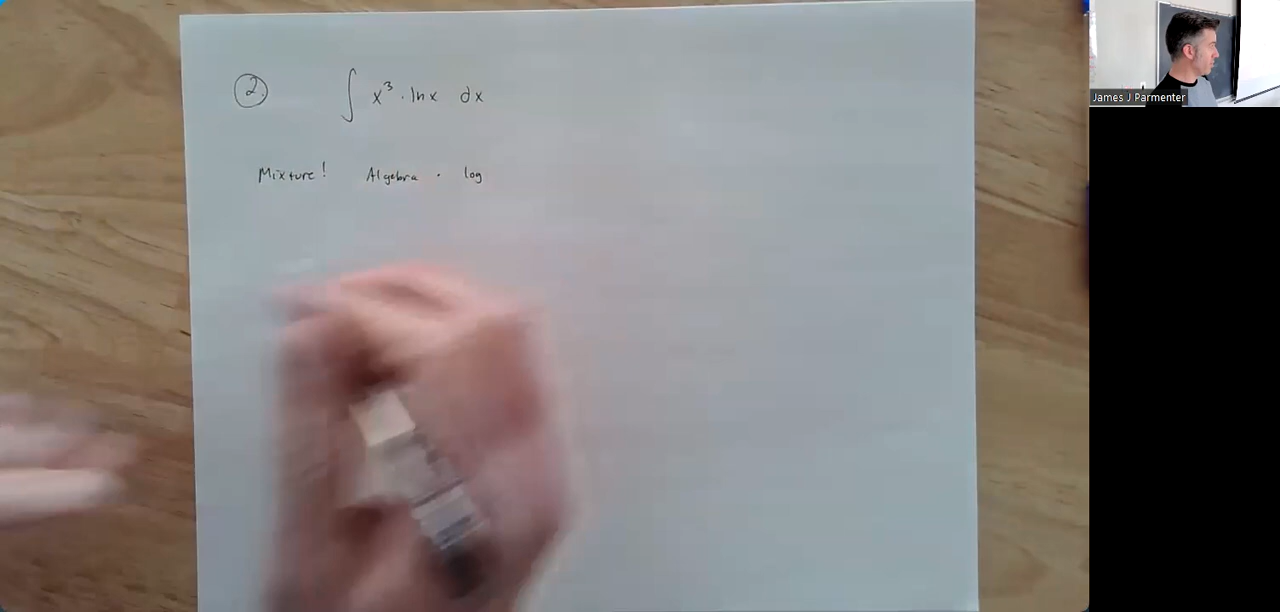 ② ∫ x³ · ln x dx
Mixture! Algebra · log
James J Parmenter